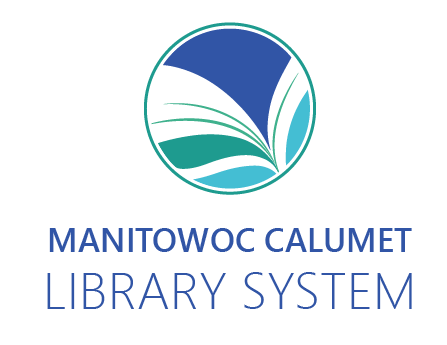 MANITOWOC CALUMET
LIBRARY SYSTEM